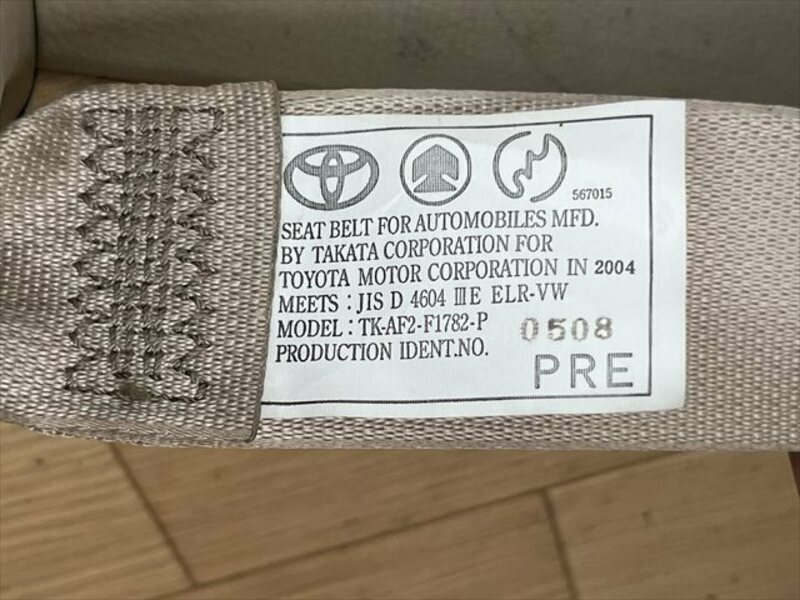 567015
SEAT BELT FOR AUTOMOBILES MFD.
BY TAKATA CORPORATION FOR
TOYOTA MOTOR CORPORATION IN 2004
MEETS : JIS D 4604 ⅢE ELR-VW
MODEL : TK-AF2-F1782-P
PRODUCTION IDENT.NO. 0508
PRE